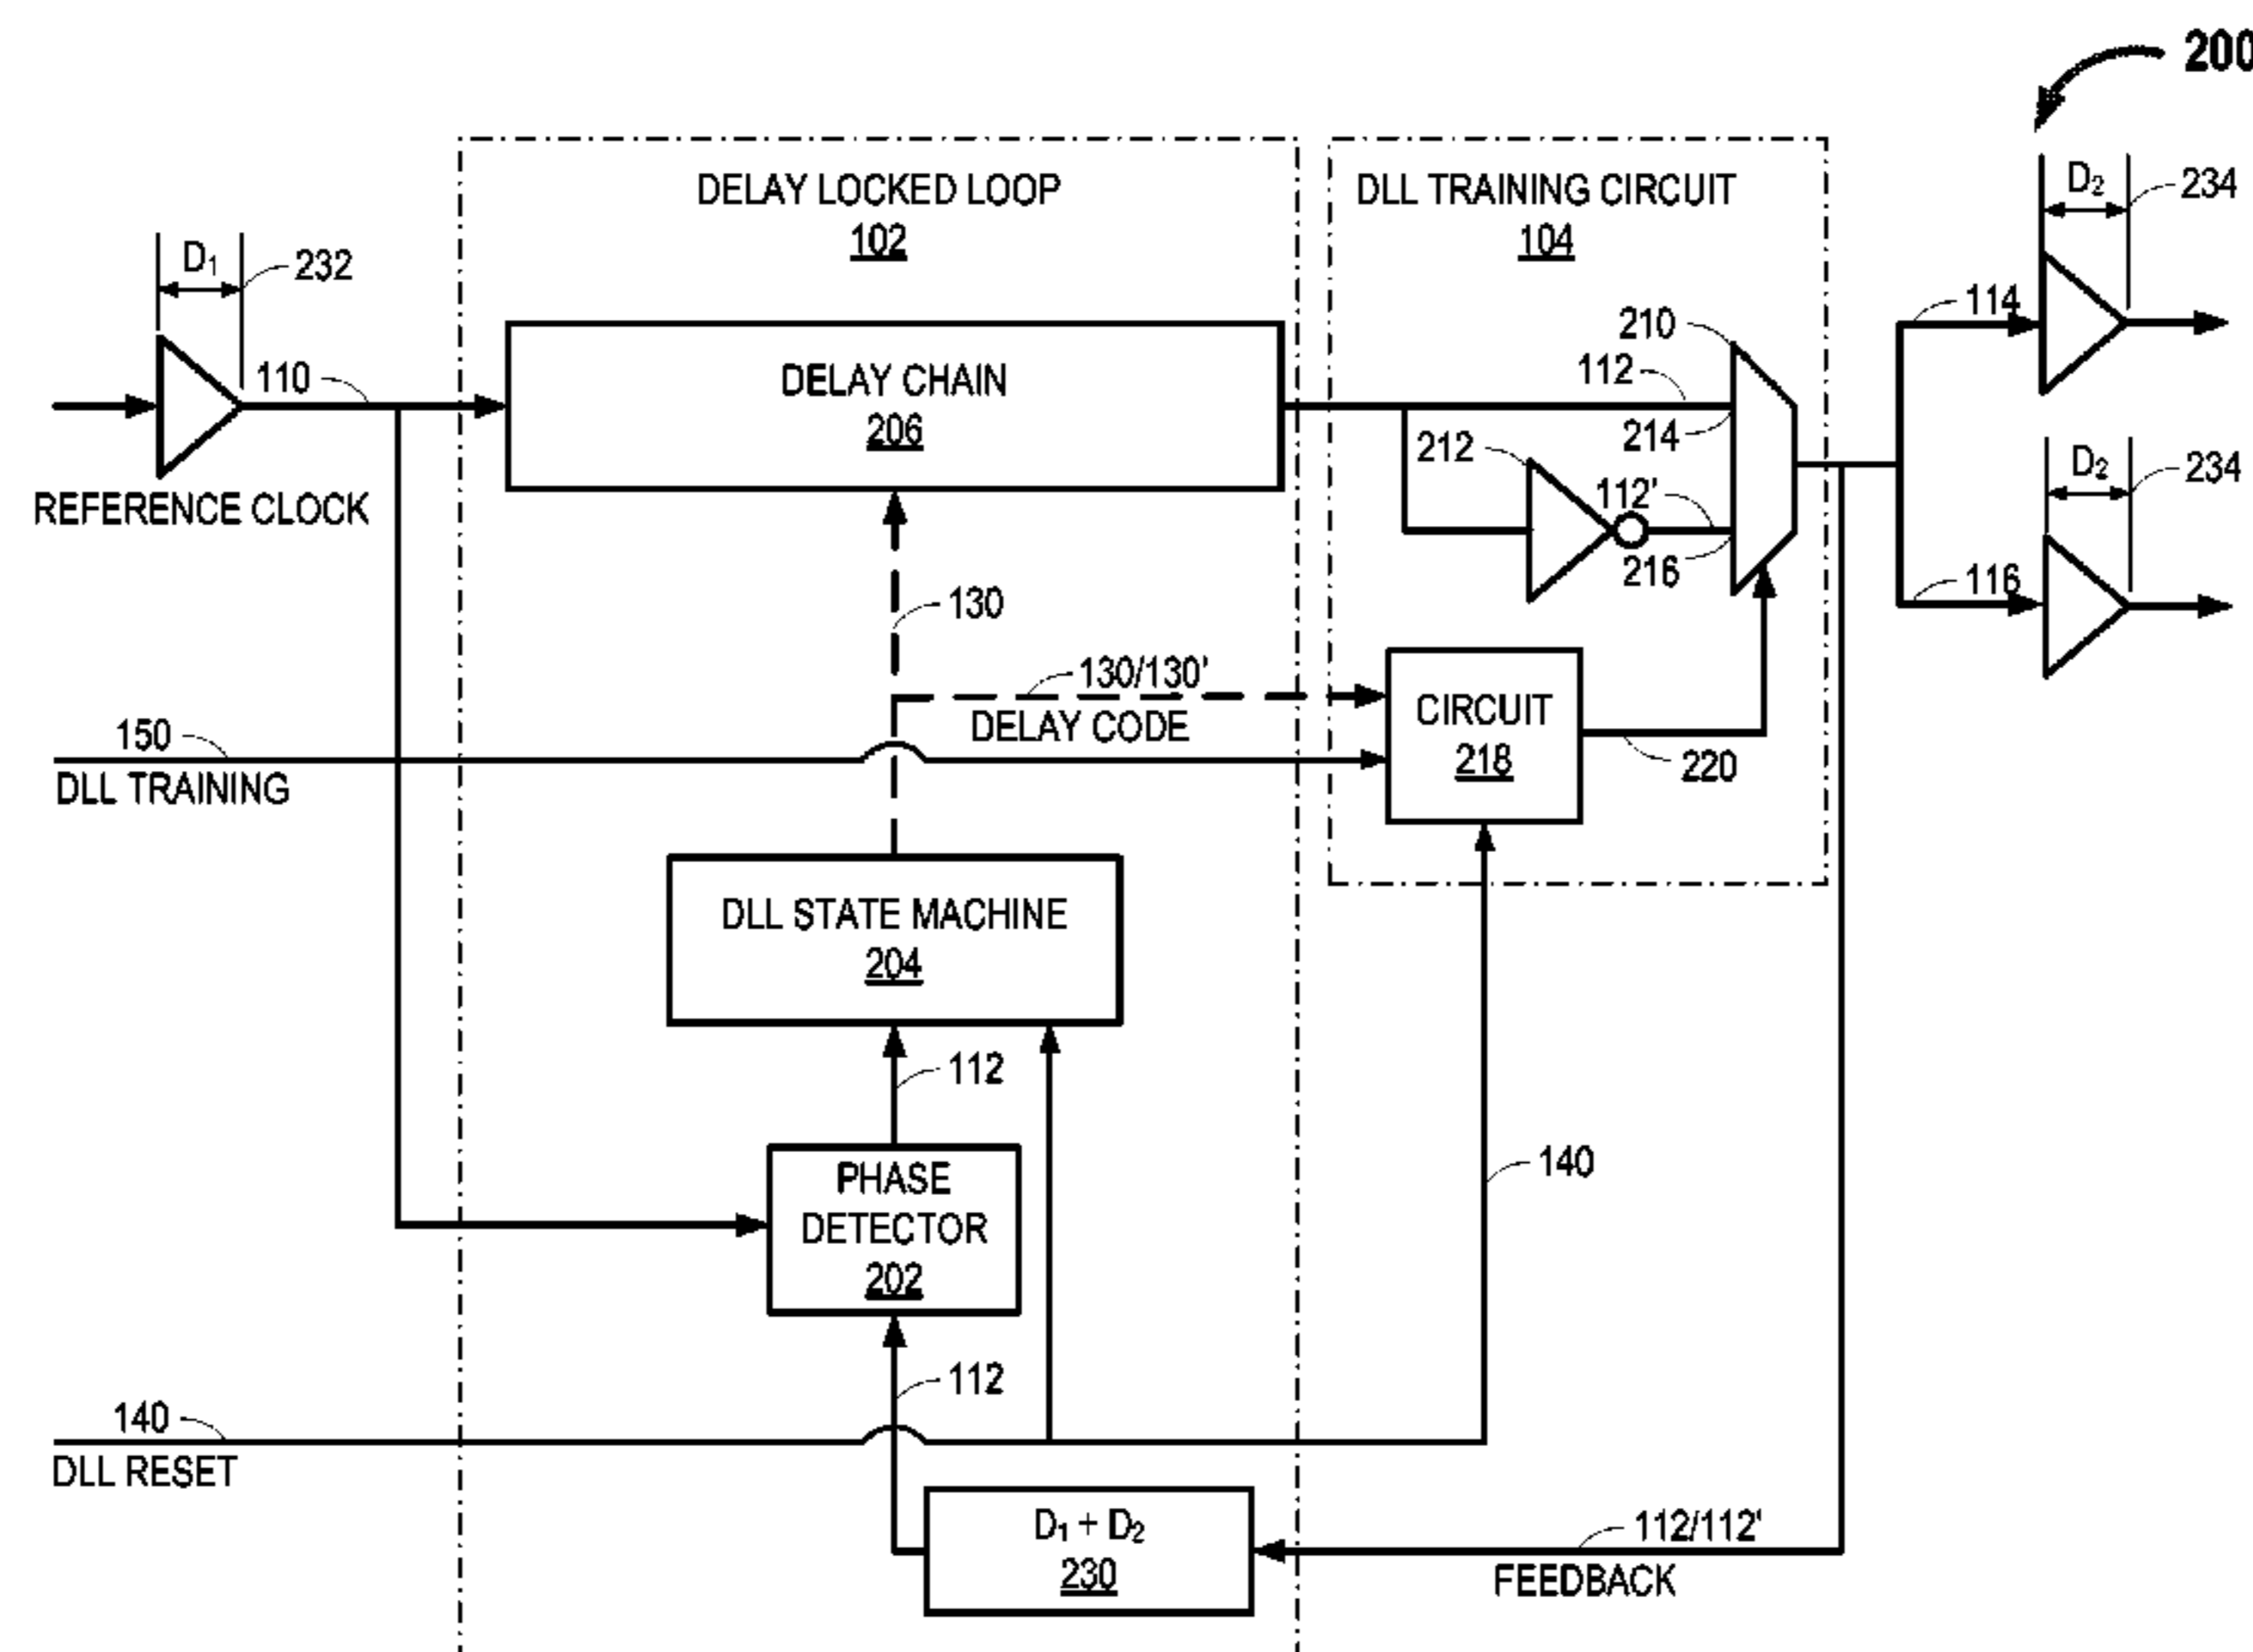 200
DELAY LOCKED LOOP
102
DLL TRAINING CIRCUIT
104
D₂
234
D₁
232
110
REFERENCE CLOCK
DELAY CHAIN
206
210
112
214
212
112'
216
114
D₂
234
116
130
130/130'
DELAY CODE
CIRCUIT
218
220
150
DLL TRAINING
DLL STATE MACHINE
204
112
PHASE
DETECTOR
202
140
112
140
DLL RESET
D₁ + D₂
230
112/112'
FEEDBACK